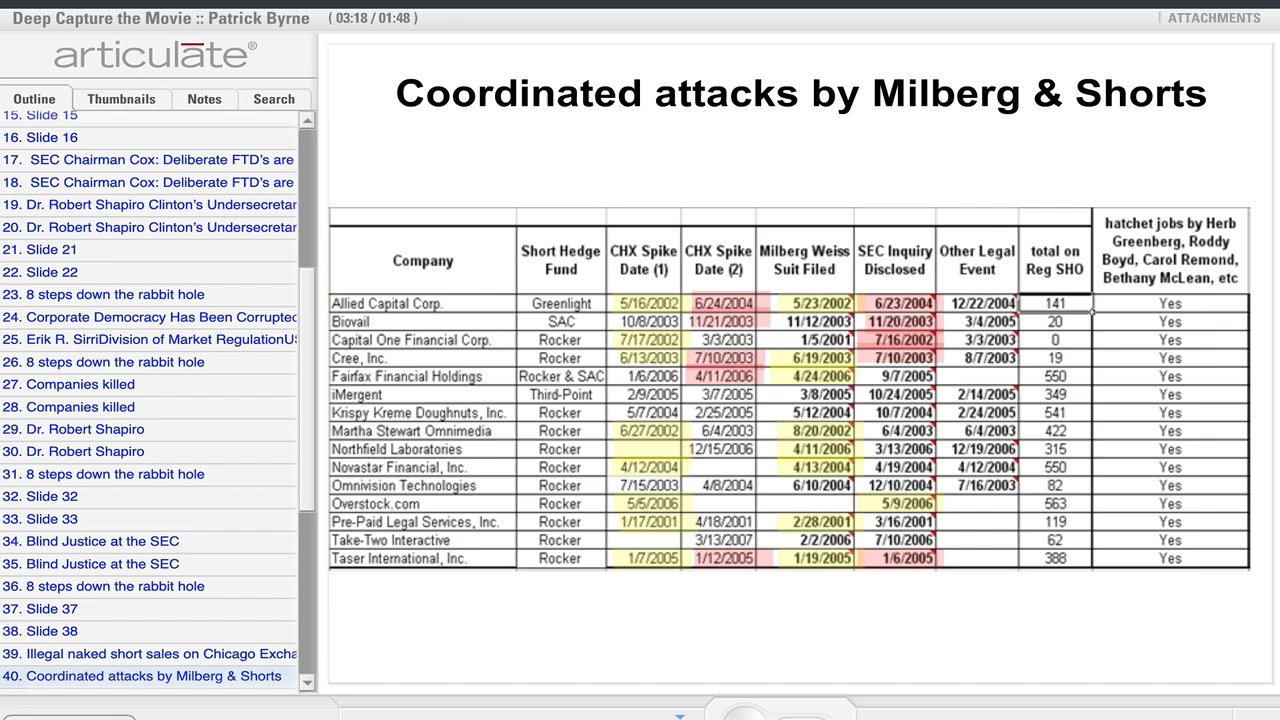 Deep Capture the Movie :: Patrick Byrne ( 03:18 / 01:48 ) ATTACHMENTS
articulate®
Outline Thumbnails Notes Search
15. Slide 15
16. Slide 16
17. SEC Chairman Cox: Deliberate FTD's are
18. SEC Chairman Cox: Deliberate FTD's are
19. Dr. Robert Shapiro Clinton's Undersecretar
20. Dr. Robert Shapiro Clinton's Undersecretar
21. Slide 21
22. Slide 22
23. 8 steps down the rabbit hole
24. Corporate Democracy Has Been Corrupted
25. Erik R. SirriDivision of Market RegulationUS
26. 8 steps down the rabbit hole
27. Companies killed
28. Companies killed
29. Dr. Robert Shapiro
30. Dr. Robert Shapiro
31. 8 steps down the rabbit hole
32. Slide 32
33. Slide 33
34. Blind Justice at the SEC
35. Blind Justice at the SEC
36. 8 steps down the rabbit hole
37. Slide 37
38. Slide 38
39. Illegal naked short sales on Chicago Excha
40. Coordinated attacks by Milberg & Shorts
Coordinated attacks by Milberg & Shorts
Company | Short Hedge Fund | CHX Spike Date (1) | CHX Spike Date (2) | Milberg Weiss Suit Filed | SEC Inquiry Disclosed | Other Legal Event | total on Reg SHO | hatchet jobs by Herb Greenberg, Roddy Boyd, Carol Remond, Bethany McLean, etc
Allied Capital Corp. Greenlight 5/16/2002 6/24/2004 5/23/2002 6/23/2004 12/22/2004 141 Yes
Biovail SAC 10/8/2003 11/21/2003 11/12/2003 11/20/2003 3/4/2005 20 Yes
Capital One Financial Corp. Rocker 7/17/2002 3/3/2003 1/5/2001 7/16/2002 3/3/2003 0 Yes
Cree, Inc. Rocker 6/13/2003 7/10/2003 6/19/2003 7/10/2003 8/7/2003 19 Yes
Fairfax Financial Holdings Rocker & SAC 1/6/2006 4/11/2006 4/24/2006 9/7/2005 550 Yes
iMergent Third-Point 2/9/2005 3/7/2005 3/8/2005 10/24/2005 2/14/2005 349 Yes
Krispy Kreme Doughnuts, Inc. Rocker 5/7/2004 2/25/2005 5/12/2004 10/7/2004 2/24/2005 541 Yes
Martha Stewart Omnimedia Rocker 6/27/2002 6/4/2003 8/20/2002 6/4/2003 6/4/2003 422 Yes
Northfield Laboratories Rocker 12/15/2006 4/11/2006 3/13/2006 12/19/2006 315 Yes
Novastar Financial, Inc. Rocker 4/12/2004 4/13/2004 4/19/2004 4/12/2004 550 Yes
Omnivision Technologies Rocker 7/15/2003 4/8/2004 6/10/2004 12/10/2004 7/16/2003 82 Yes
Overstock.com Rocker 5/5/2006 5/9/2006 563 Yes
Pre-Paid Legal Services, Inc. Rocker 1/17/2001 4/18/2001 2/28/2001 3/16/2001 119 Yes
Take-Two Interactive Rocker 3/13/2007 2/2/2006 7/10/2006 62 Yes
Taser International, Inc. Rocker 1/7/2005 1/12/2005 1/19/2005 1/6/2005 388 Yes